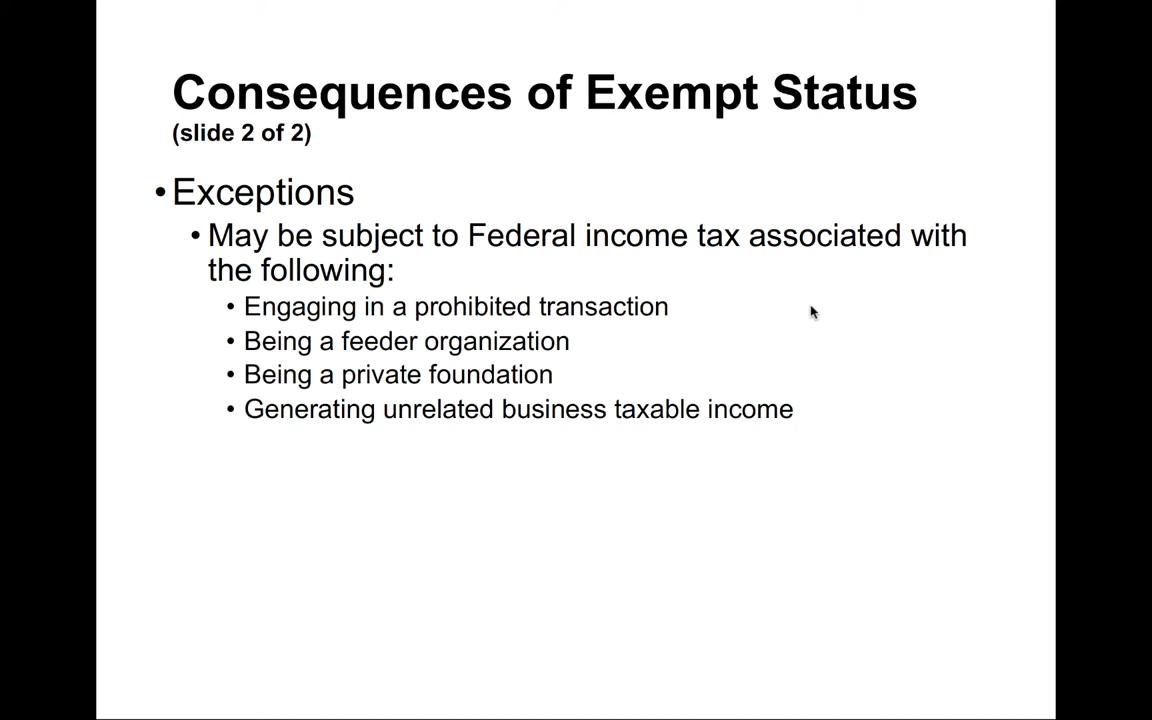 Consequences of Exempt Status
(slide 2 of 2)
• Exceptions
• May be subject to Federal income tax associated with
the following:
• Engaging in a prohibited transaction
• Being a feeder organization
• Being a private foundation
• Generating unrelated business taxable income